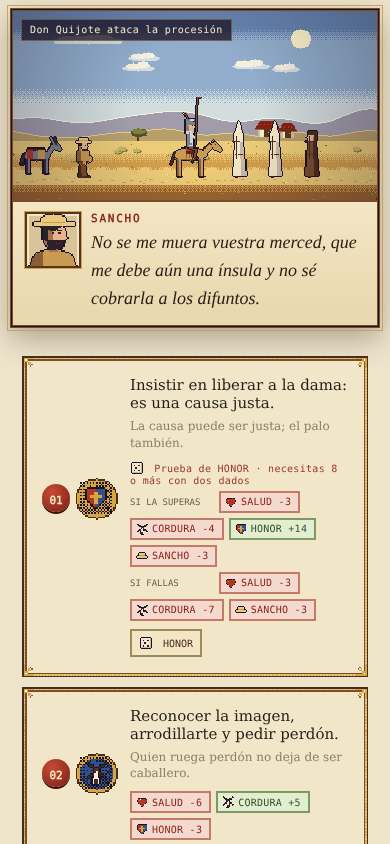 Don Quijote ataca la procesión
SANCHO
No se me muera vuestra merced, que
me debe aún una ínsula y no sé
cobrarla a los difuntos.
Insistir en liberar a la dama:
es una causa justa.
La causa puede ser justa; el palo
también.
Prueba de HONOR · necesitas 8
o más con dos dados
01
SI LA SUPERAS
SALUD -3
CORDURA -4
HONOR +14
SANCHO -3
SI FALLAS
SALUD -3
CORDURA -7
SANCHO -3
HONOR
Reconocer la imagen,
arrodillarte y pedir perdón.
02
Quien ruega perdón no deja de ser
caballero.
SALUD -6
CORDURA +5
HONOR -3